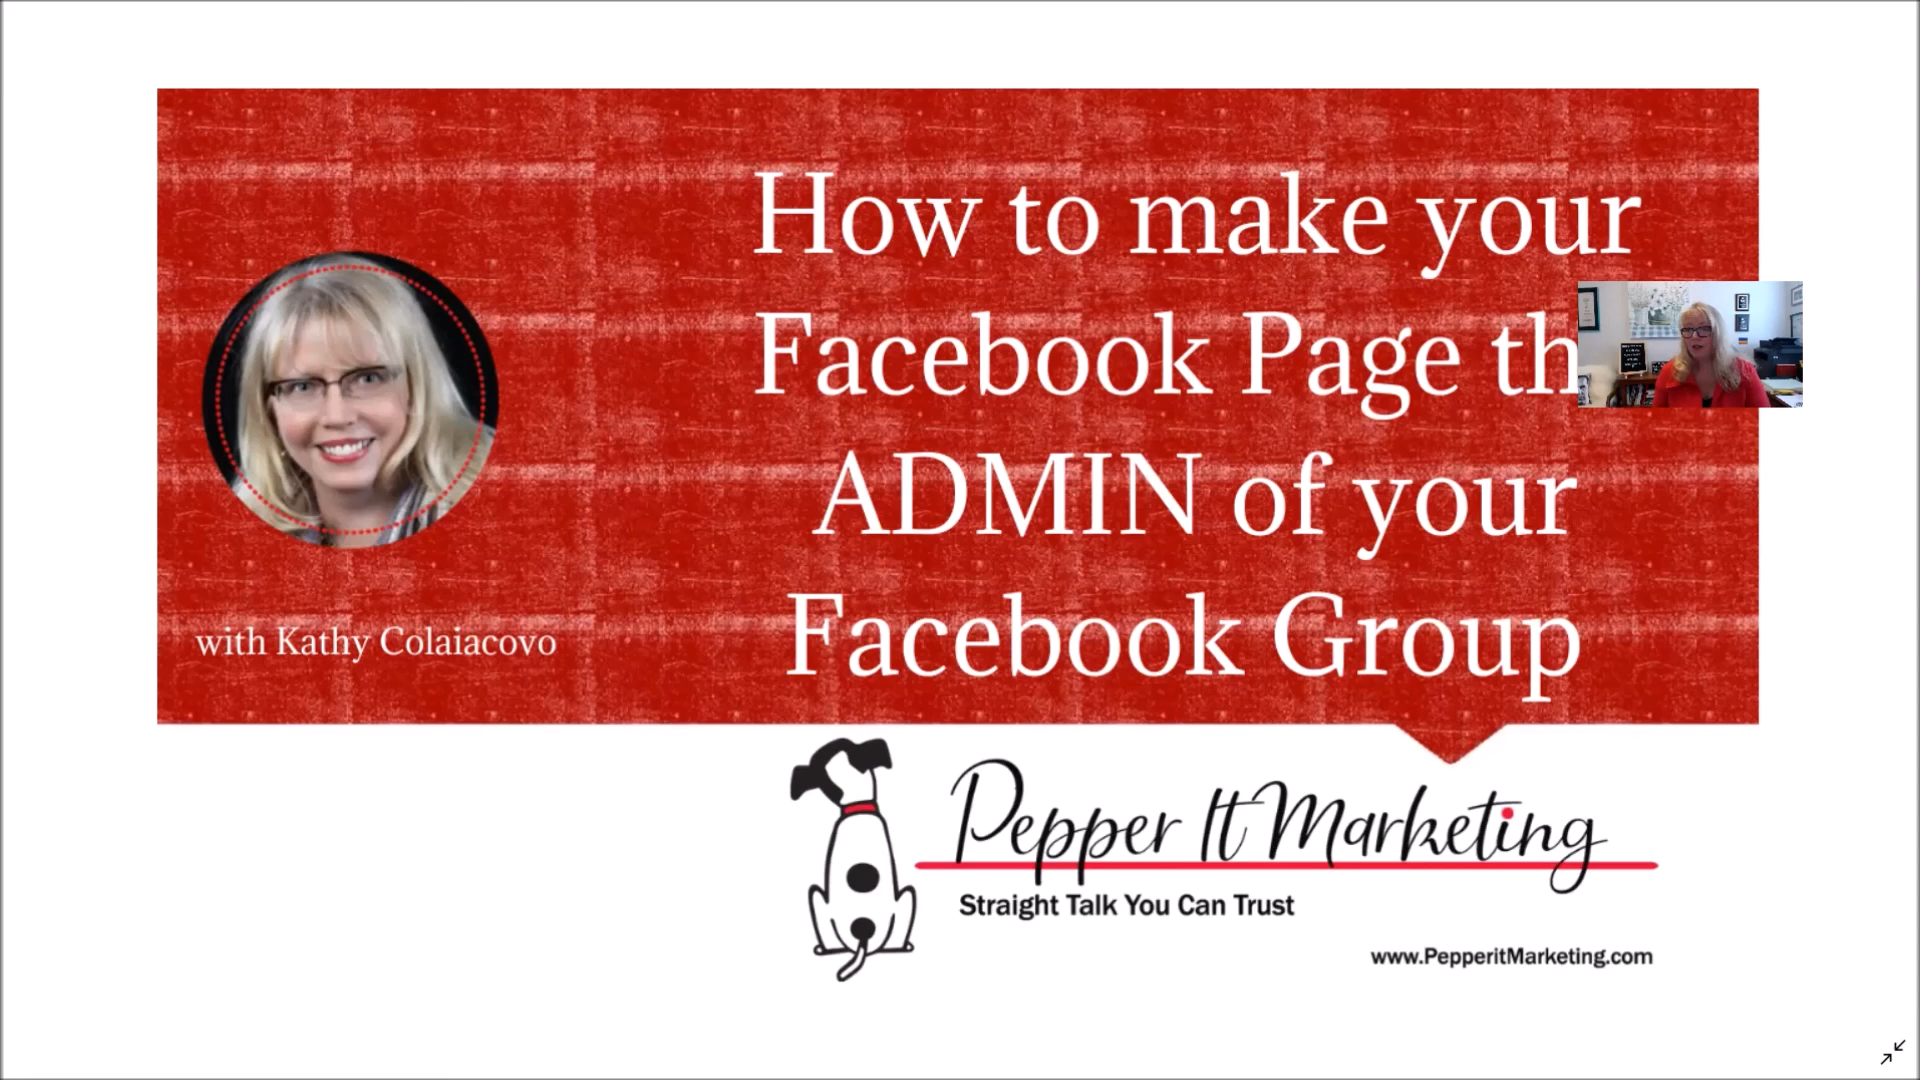 How to make your
Facebook Page th
ADMIN of your
Facebook Group
with Kathy Colaiacovo
Pepper It Marketing
Straight Talk You Can Trust
www.PepperitMarketing.com